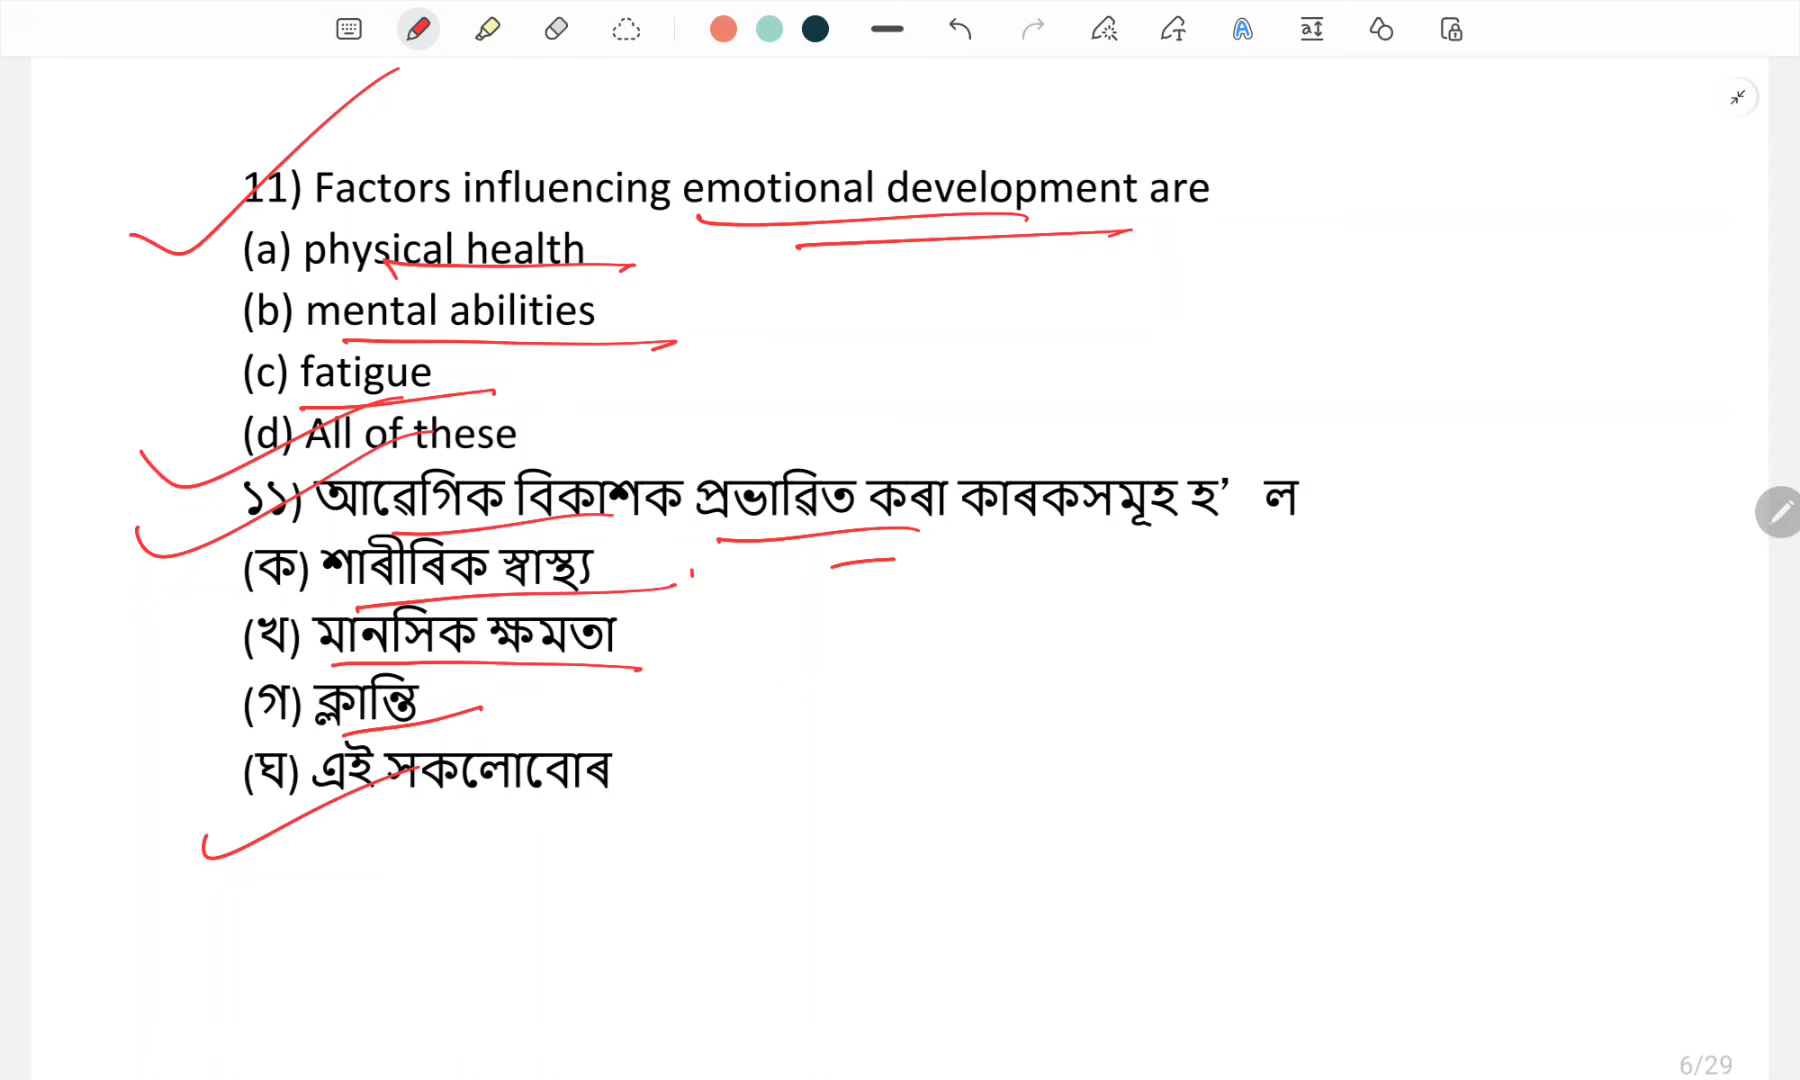 11) Factors influencing emotional development are
(a) physical health
(b) mental abilities
(c) fatigue
(d) All of these
১১) আৱেগিক বিকাশক প্ৰভাৱিত কৰা কাৰকসমূহ হ’ ল
(ক) শাৰীৰিক স্বাস্থ্য
(খ) মানসিক ক্ষমতা
(গ) ক্লান্তি
(ঘ) এই সকলোবোৰ
6/29